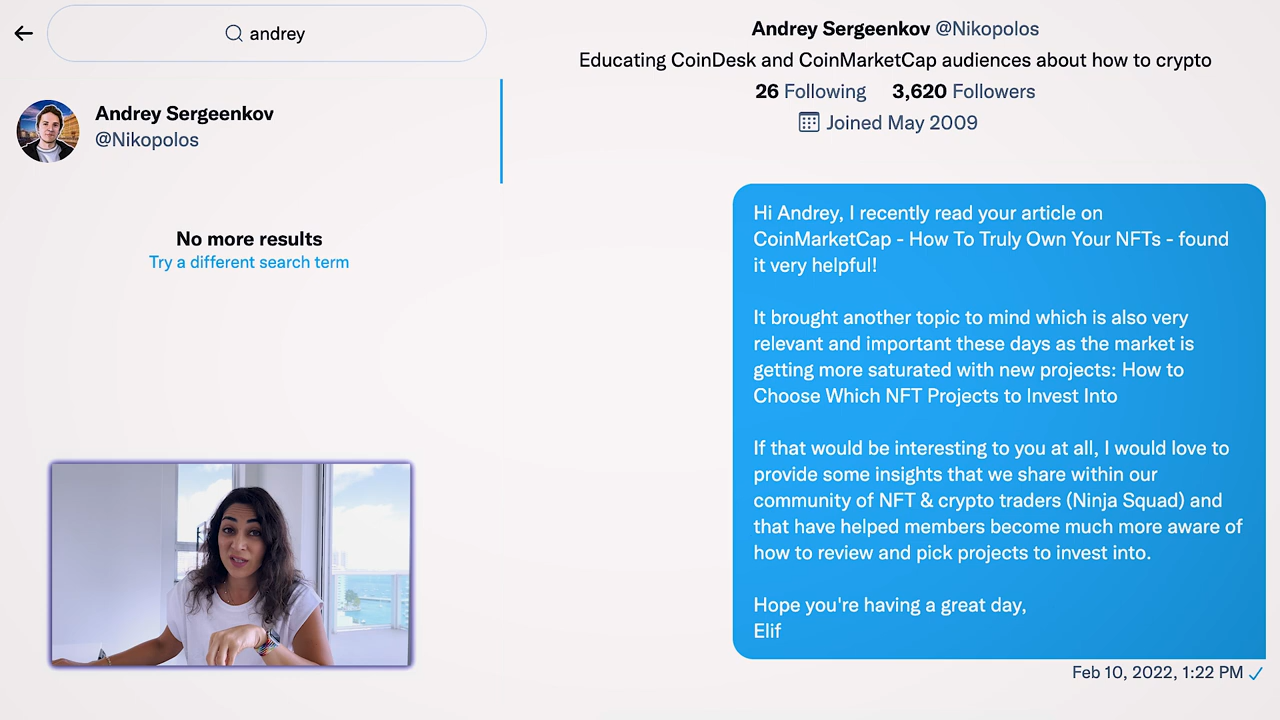 andrey
Andrey Sergeenkov
@Nikopolos
No more results
Try a different search term
Andrey Sergeenkov @Nikopolos
Educating CoinDesk and CoinMarketCap audiences about how to crypto
26 Following 3,620 Followers
Joined May 2009
Hi Andrey, I recently read your article on
CoinMarketCap - How To Truly Own Your NFTs - found
it very helpful!
It brought another topic to mind which is also very
relevant and important these days as the market is
getting more saturated with new projects: How to
Choose Which NFT Projects to Invest Into
If that would be interesting to you at all, I would love to
provide some insights that we share within our
community of NFT & crypto traders (Ninja Squad) and
that have helped members become much more aware of
how to review and pick projects to invest into.
Hope you're having a great day,
Elif
Feb 10, 2022, 1:22 PM